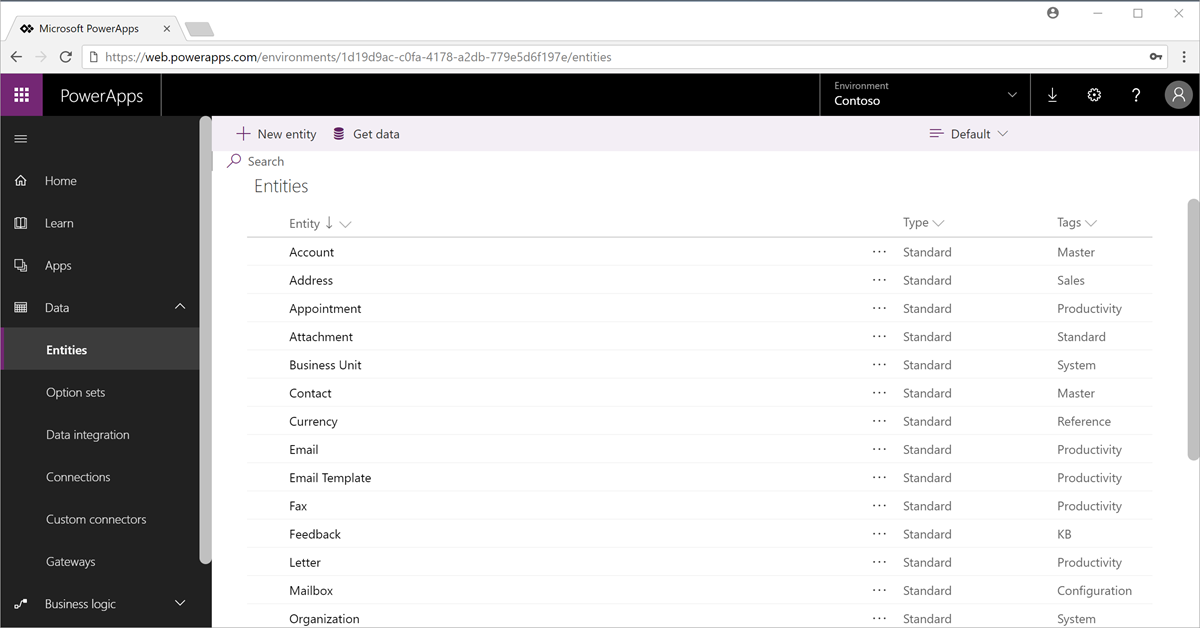 Microsoft PowerApps
https://web.powerapps.com/environments/1d19d9ac-c0fa-4178-a2db-779e5d6f197e/entities
PowerApps
Environment
Contoso
?
New entity
Get data
Default
Search
Home
Learn
Apps
Data
Entities
Option sets
Data integration
Connections
Custom connectors
Gateways
Business logic
Entities
Entity Type Tags
Account ... Standard Master
Address ... Standard Sales
Appointment ... Standard Productivity
Attachment ... Standard Standard
Business Unit ... Standard System
Contact ... Standard Master
Currency ... Standard Reference
Email ... Standard Productivity
Email Template ... Standard Productivity
Fax ... Standard Productivity
Feedback ... Standard KB
Letter ... Standard Productivity
Mailbox ... Standard Configuration
Organization ... Standard System